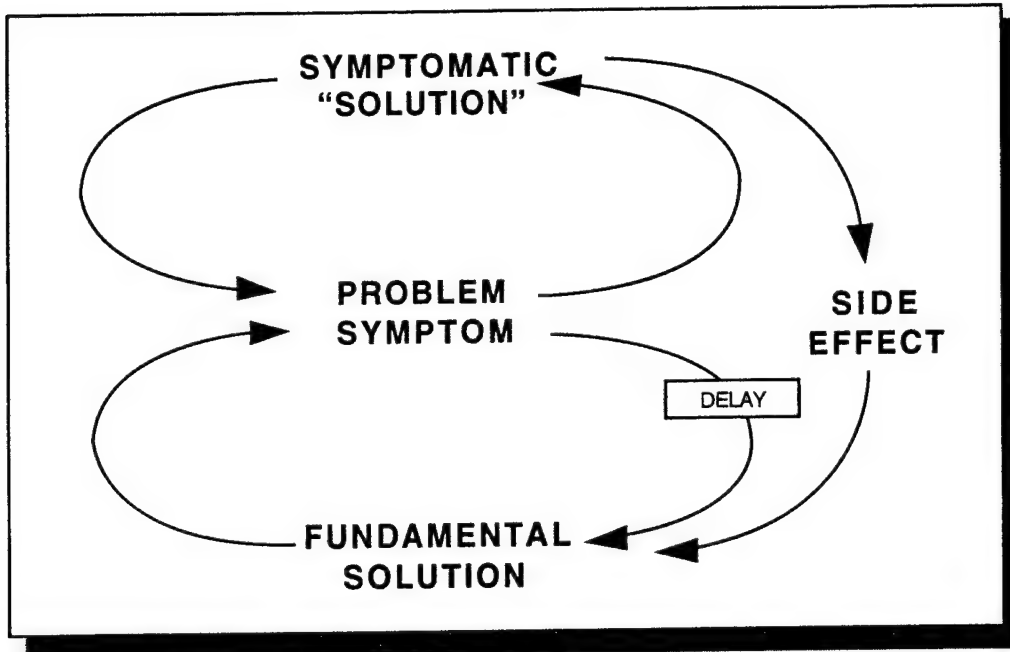 SYMPTOMATIC
“SOLUTION”
PROBLEM
SYMPTOM
SIDE
EFFECT
DELAY
FUNDAMENTAL
SOLUTION